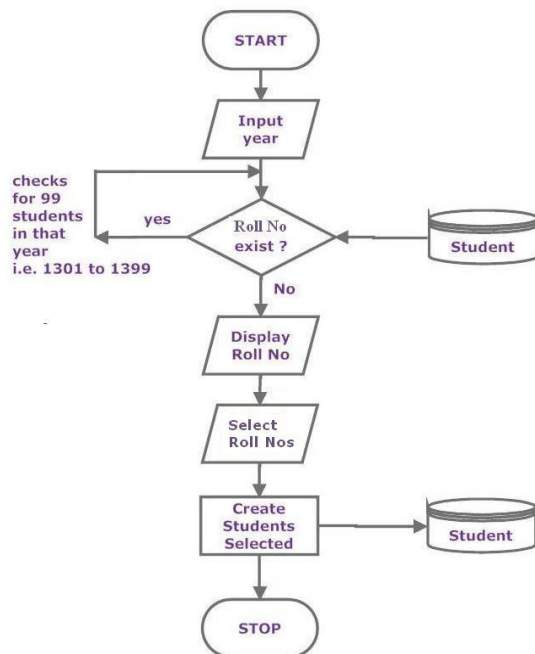 START
Input
year
checks
for 99
students
in that
year
i.e. 1301 to 1399
yes
Roll No
exist ?
Student
No
Display
Roll No
Select
Roll Nos
Create
Students
Selected
Student
STOP